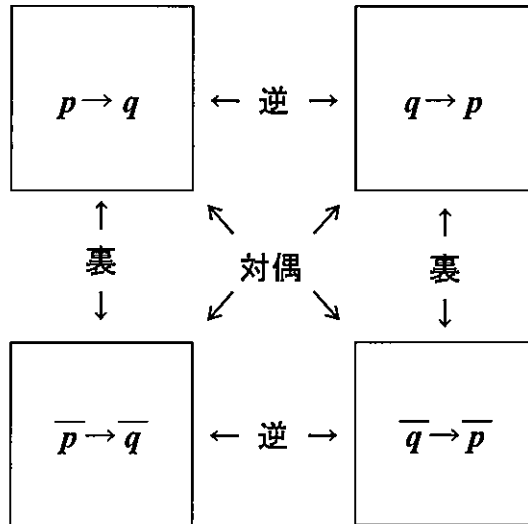 p → q ← 逆 → q → p
↑ ↑
裏 対偶 裏
↓ ↓
p̅ → q̅ ← 逆 → q̅ → p̅